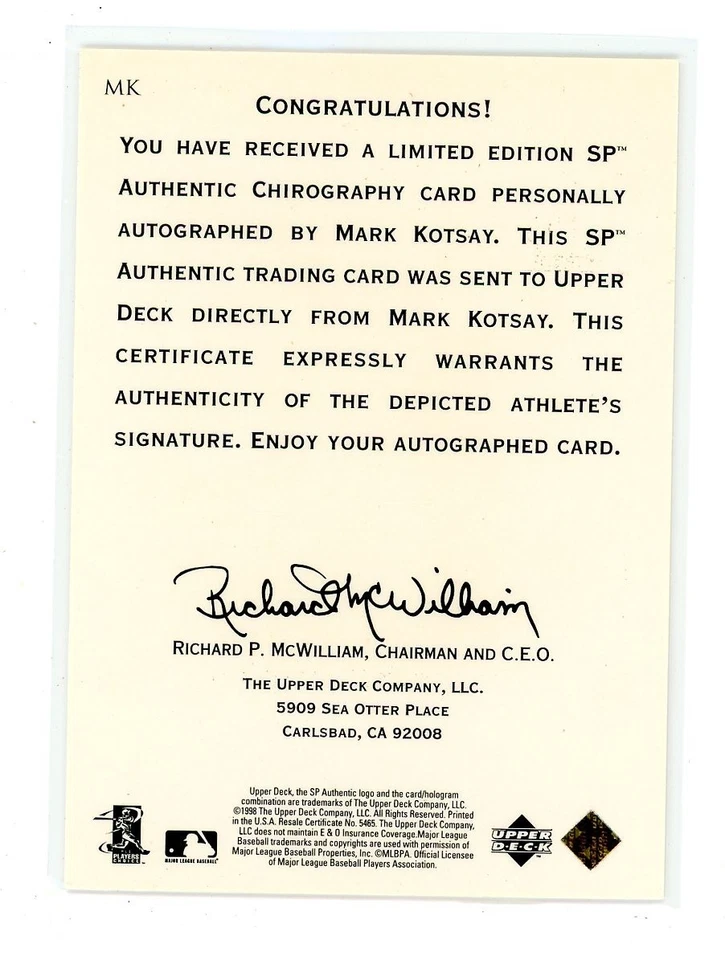 MK
CONGRATULATIONS!
YOU HAVE RECEIVED A LIMITED EDITION SP™
AUTHENTIC CHIROGRAPHY CARD PERSONALLY
AUTOGRAPHED BY MARK KOTSAY. THIS SP™
AUTHENTIC TRADING CARD WAS SENT TO UPPER
DECK DIRECTLY FROM MARK KOTSAY. THIS
CERTIFICATE EXPRESSLY WARRANTS THE
AUTHENTICITY OF THE DEPICTED ATHLETE'S
SIGNATURE. ENJOY YOUR AUTOGRAPHED CARD.
Richard McWilliam
RICHARD P. MCWILLIAM, CHAIRMAN AND C.E.O.
THE UPPER DECK COMPANY, LLC.
5909 SEA OTTER PLACE
CARLSBAD, CA 92008
Upper Deck, the SP Authentic logo and the card/hologram
combination are trademarks of The Upper Deck Company, LLC.
©1998 The Upper Deck Company, LLC. All Rights Reserved. Printed
in the U.S.A. Resale Certificate No. 5465. The Upper Deck Company,
LLC does not maintain E & O Insurance Coverage.Major League
Baseball trademarks and copyrights are used with permission of
Major League Baseball Properties, Inc. ©MLBPA. Official Licensee
of Major League Baseball Players Association.
PLAYERS
CHOICE
MAJOR LEAGUE BASEBALL
UPPER
D·E·C·K